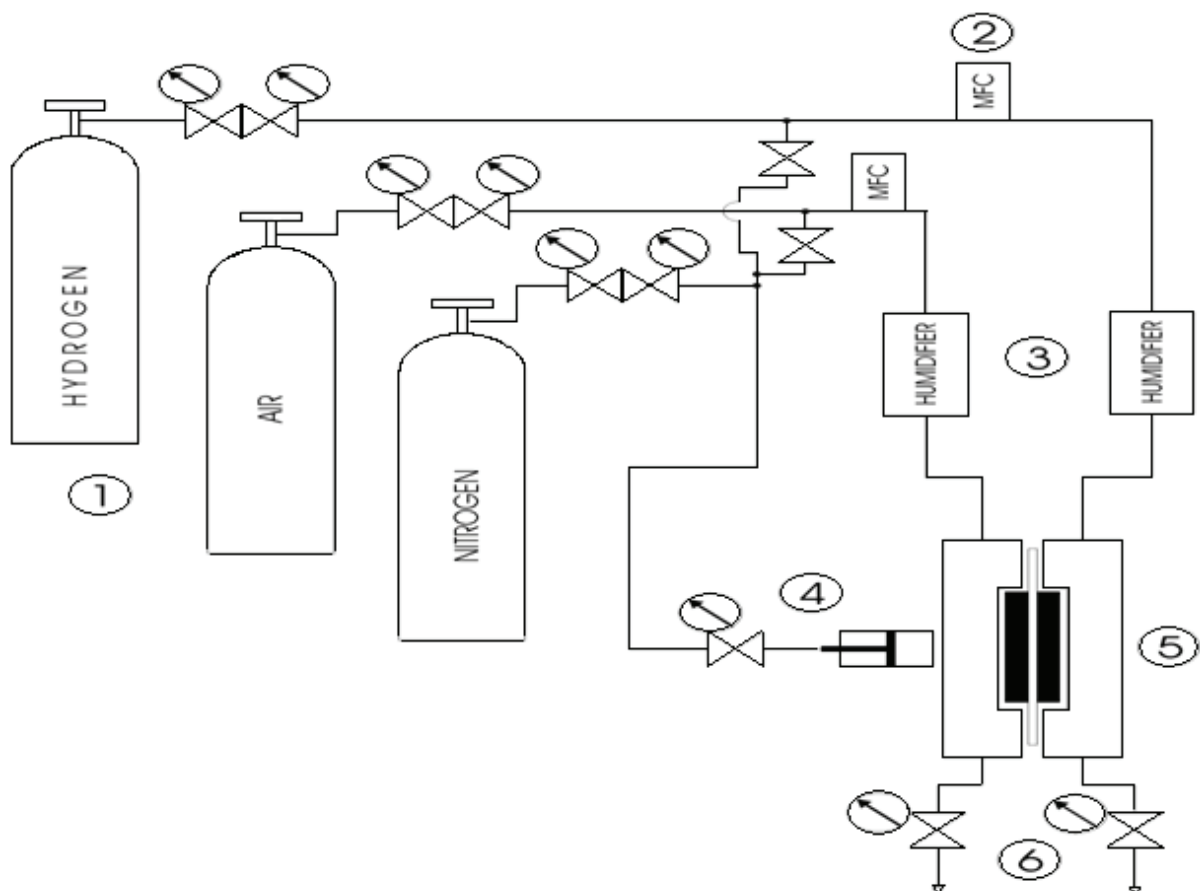 2
MFC
MFC
HYDROGEN
AIR
NITROGEN
HUMIDIFIER
3
HUMIDIFIER
1
4
5
6